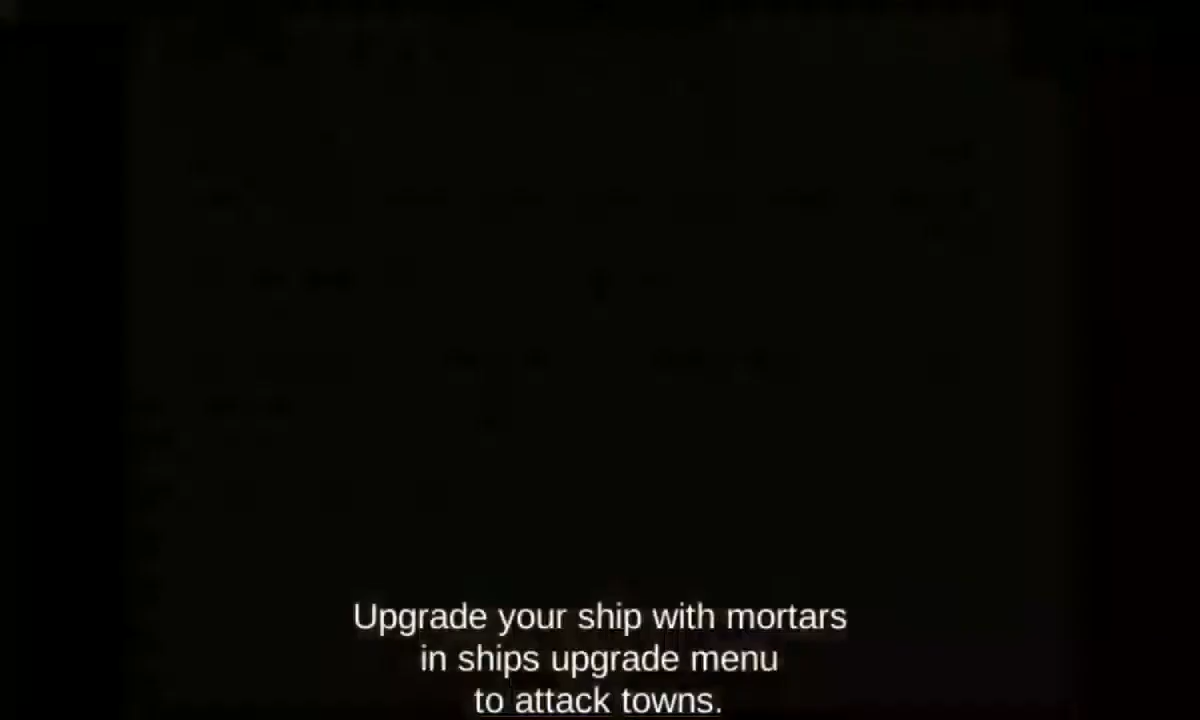 Upgrade your ship with mortars
in ships upgrade menu
to attack towns.